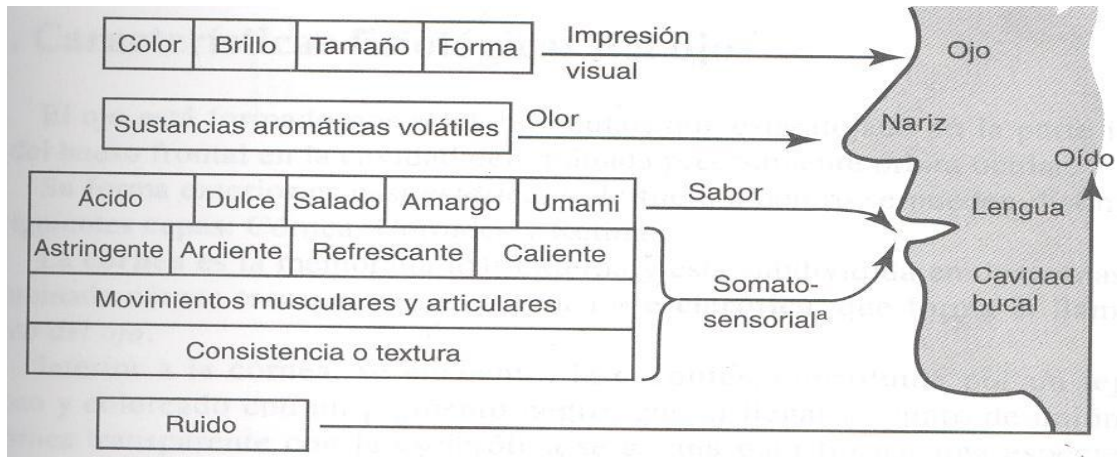 Color Brillo Tamaño Forma
Impresión
visual
Ojo
Sustancias aromáticas volátiles
Olor
Nariz
Oído
Ácido Dulce Salado Amargo Umami
Sabor
Lengua
Astringente Ardiente Refrescante Caliente
Movimientos musculares y articulares
Consistencia o textura
Somato-
sensorialª
Cavidad
bucal
Ruido